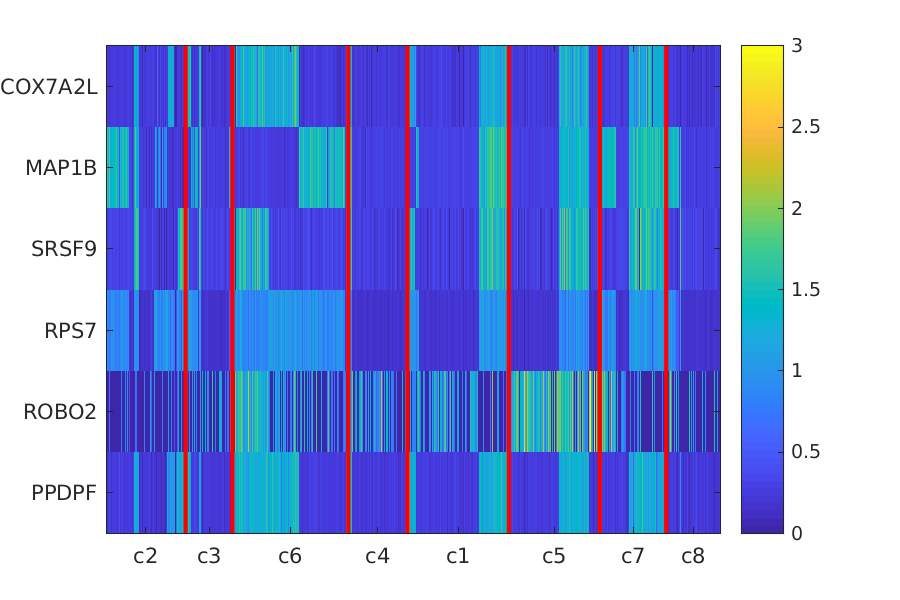 COX7A2L
MAP1B
SRSF9
RPS7
ROBO2
PPDPF
c2 c3 c6 c4 c1 c5 c7 c8
3
2.5
2
1.5
1
0.5
0